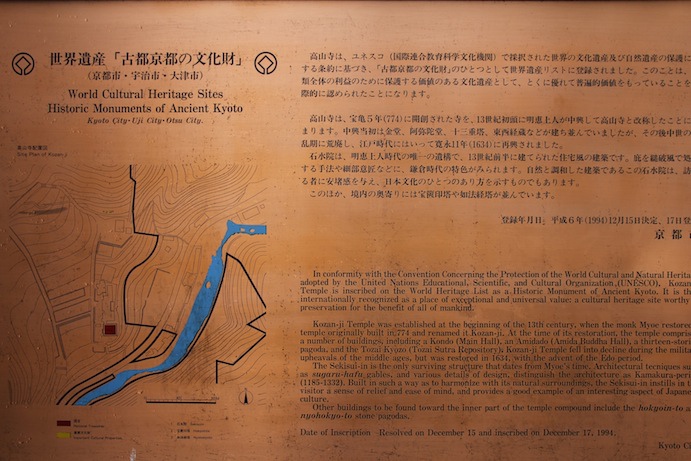 世界遺産「古都京都の文化財」
(京都市・宇治市・大津市)
World Cultural Heritage Sites
Historic Monuments of Ancient Kyoto
Kyoto City·Uji City·Otsu City.
高山寺配置図
Site Plan of Kozan-ji
高山寺は、ユネスコ(国際連合教育科学文化機関)で採択された世界の文化遺産及び自然遺産の保護に
する条約に基づき、「古都京都の文化財」のひとつとして世界遺産リストに登録されました。このことは、
類全体の利益のために保護する価値のある文化遺産として、とくに優れて普遍的価値をもっていることを
際的に認められたことになります。
高山寺は、宝亀5年(774)に開創された寺を、13世紀初頭に明恵上人が中興して高山寺と改称したことに
まります。中興当初は金堂、阿弥陀堂、十三重塔、東西経蔵などが建ち並んでいましたが、その後中世の
乱期に荒廃し、江戸時代にはいって寛永11年(1634)に再興されました。
石水院は、明恵上人時代の唯一の遺構で、13世紀前半に建てられた住宅風の建築です。庇を縋破風で処
する手法や細部意匠などに、鎌倉時代の特色がみられます。自然と調和した建築であるこの石水院は、訪
る者に安堵感を与え、日本文化のひとつのあり方を示すものでもあります。
このほか、境内の奥寄りには宝篋印塔や如法経塔が並んでいます。
登録年月日、平成6年(1994)12月15日決定、17日登
京都
In conformity with the Convention Concerning the Protection of the World Cultural and Natural Herita
adopted by the United Nations Educational, Scientific, and Cultural Organization (UNESCO), Kozan
Temple is inscribed on the World Heritage List as a Historic Monument of Ancient Kyoto. It is th
internationally recognized as a place of exceptional and universal value: a cultural heritage worthy
preservation for the benefit of all of mankind.
Kozan-ji Temple was established at the beginning of the 13th century, when the monk Myoe restored
temple originally built in 774 and renamed it Kozan-ji. At the time of its restoration, the temple compris
a number of buildings, including a Kondo (Main Hall), an Amidado (Amida Buddha Hall), a thirteen-stori
pagoda, and the Tozai Kyozo (Tozai Sutra Repository). Kozan-ji Temple fell into decline during the milita
upheavals of the middle ages, but was restored in 1634, with the advent of the Edo period.
The Sekisui-in is the only surviving structure that dates from Myoe's time. Architectural tecniques suc
as sugaru-hafu gables, and various details of design, distinguish the architecture as Kamakura-peri
(1185-1332). Built in such a way as to harmonize with its natural surroundings, the Sekisui-in instills in t
visitor a sense of relief and ease of mind, and provides a good example of an interesting aspect of Japane
culture.
Other buildings to be found toward the inner part of the temple compound include the hokyoin-to a
nyohokyo-to stone pagodas.
Date of Inscription Resolved on December 15 and inscribed on December 17, 1994.
Kyoto C